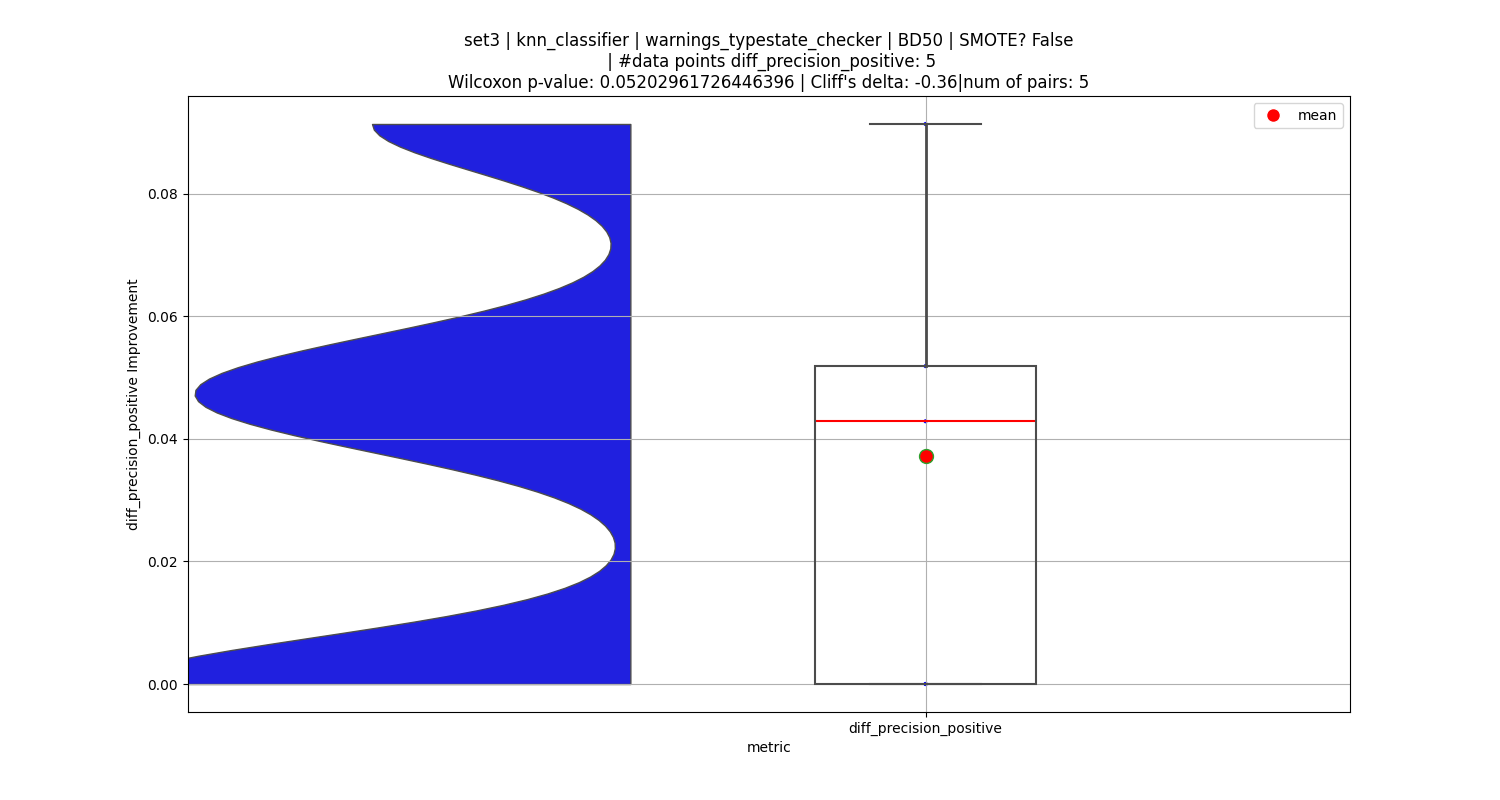 set3 | knn_classifier | warnings_typestate_checker | BD50 | SMOTE? False
| #data points diff_precision_positive: 5
Wilcoxon p-value: 0.05202961726446396 | Cliff's delta: -0.36|num of pairs: 5
mean
0.08
0.06
0.04
0.02
0.00
diff_precision_positive Improvement
diff_precision_positive
metric